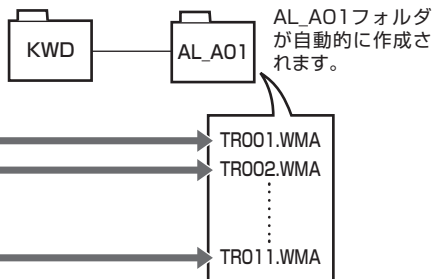 KWD
AL_A01
AL_A01フォルダ
が自動的に作成さ
れます。
TR001.WMA
TR002.WMA
TR011.WMA